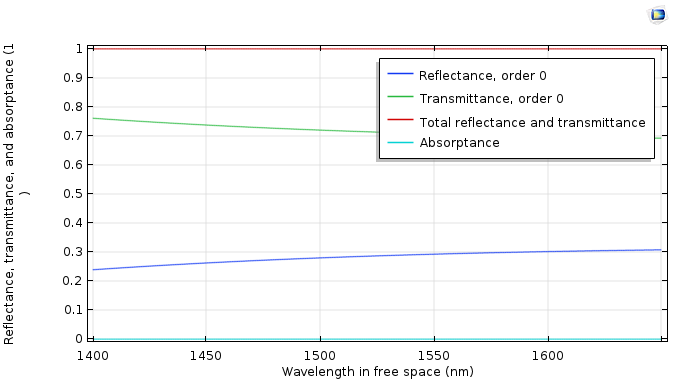 Reflectance, transmittance, and absorptance (1
)
1
0.9
0.8
0.7
0.6
0.5
0.4
0.3
0.2
0.1
0
Reflectance, order 0
Transmittance, order 0
Total reflectance and transmittance
Absorptance
1400 1450 1500 1550 1600
Wavelength in free space (nm)